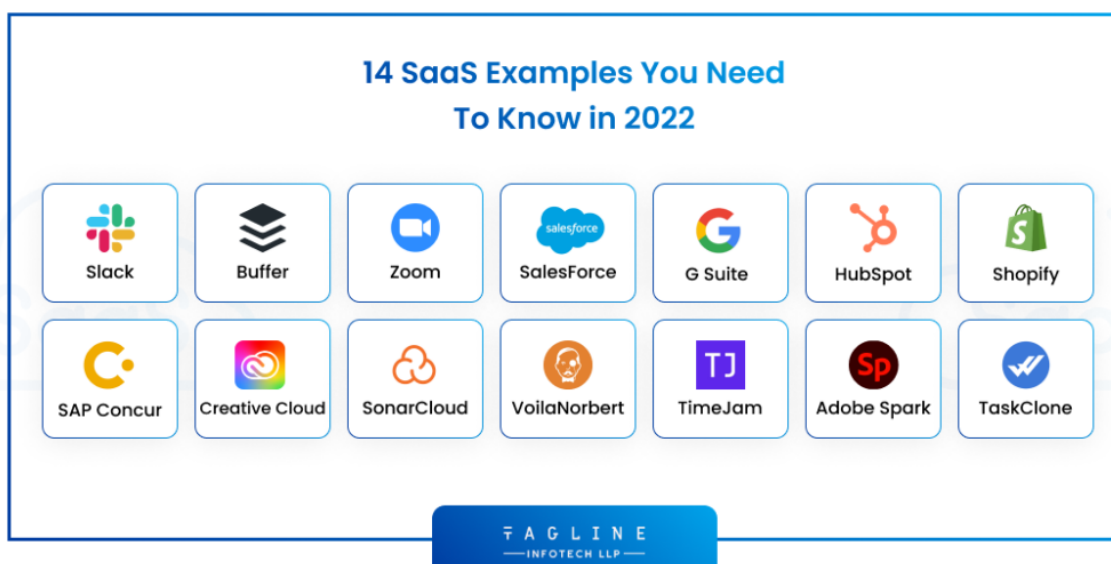 14 SaaS Examples You Need
To Know in 2022
salesforce
Slack
Buffer
Zoom
SalesForce
G Suite
HubSpot
Shopify
TJ
Sp
SAP Concur
Creative Cloud
SonarCloud
VoilaNorbert
TimeJam
Adobe Spark
TaskClone
TAGLINE
INFOTECH LLP